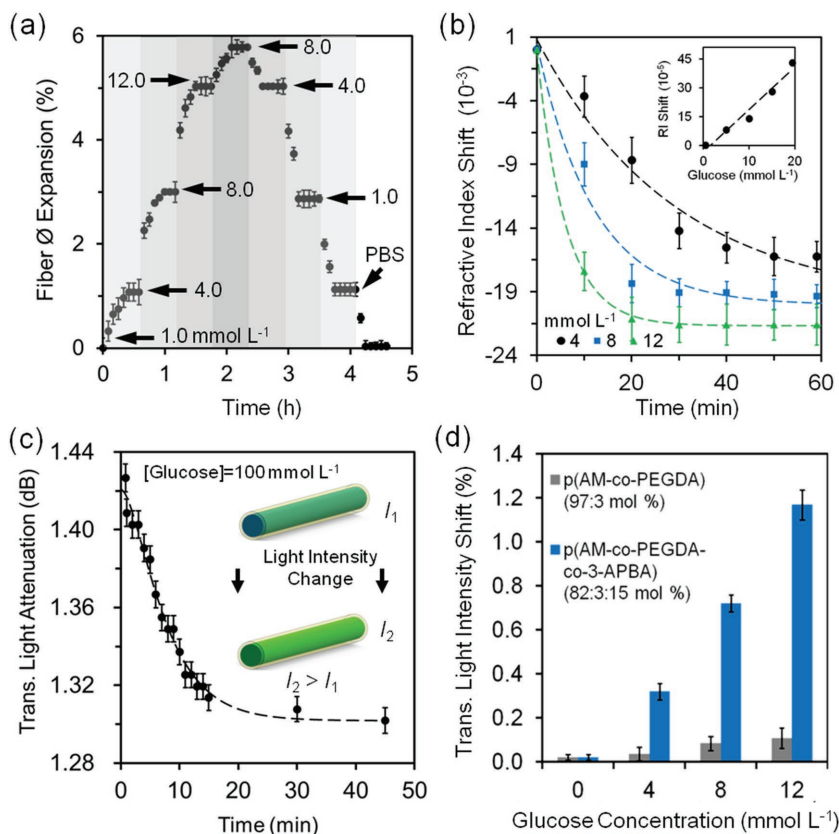 (a)
Fiber Ø Expansion (%)
8
6
4
2
0
12.0
8.0
4.0
8.0
1.0
4.0
PBS
1.0 mmol L-1
0 1 2 3 4 5
Time (h)
(b)
Refractive Index Shift (10-3)
1
-4
-9
-14
-19
-24
RI Shift (10-5)
60
45
30
15
0
0 10 20
Glucose (mmol L-1)
mmol L-1
4 8 12
0 20 40 60
Time (min)
(c)
Trans. Light Attenuation (dB)
1.44
1.40
1.36
1.32
1.28
[Glucose]=100 mmol L-1
I1
Light Intensity
Change
I2
I2 > I1
0 10 20 30 40 50
Time (min)
(d)
Trans. Light Intensity Shift (%)
1.4
1.2
1.0
0.8
0.6
0.4
0.2
0.0
p(AM-co-PEGDA)
(97:3 mol %)
p(AM-co-PEGDA-
co-3-APBA)
(82:3:15 mol %)
0 4 8 12
Glucose Concentration (mmol L-1)